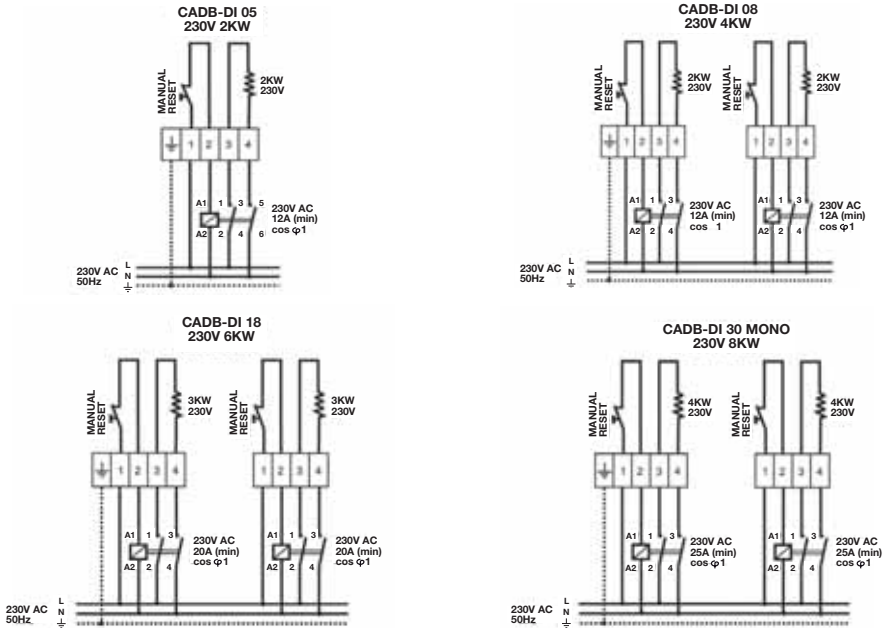 CADB-DI 05
230V 2KW
MANUAL
RESET
2KW
230V
1 2 3 4
A1 1 3 5
A2 2 4 6
230V AC
12A (min)
cos φ1
230V AC
50Hz
L
N
CADB-DI 08
230V 4KW
MANUAL
RESET
2KW
230V
MANUAL
RESET
2KW
230V
1 2 3 4
1 2 3 4
A1 1 3
A2 2 4
230V AC
12A (min)
cos 1
A1 1 3
A2 2 4
230V AC
12A (min)
cos φ1
230V AC
50Hz
L
N
CADB-DI 18
230V 6KW
MANUAL
RESET
3KW
230V
MANUAL
RESET
3KW
230V
1 2 3 4
1 2 3 4
A1 1 3
A2 2 4
230V AC
20A (min)
cos φ1
A1 1 3
A2 2 4
230V AC
20A (min)
cos φ1
230V AC
50Hz
L
N
CADB-DI 30 MONO
230V 8KW
MANUAL
RESET
4KW
230V
MANUAL
RESET
4KW
230V
1 2 3 4
1 2 3 4
A1 1 3
A2 2 4
230V AC
25A (min)
cos φ1
A1 1 3
A2 2 4
230V AC
25A (min)
cos φ1
230V AC
50Hz
L
N